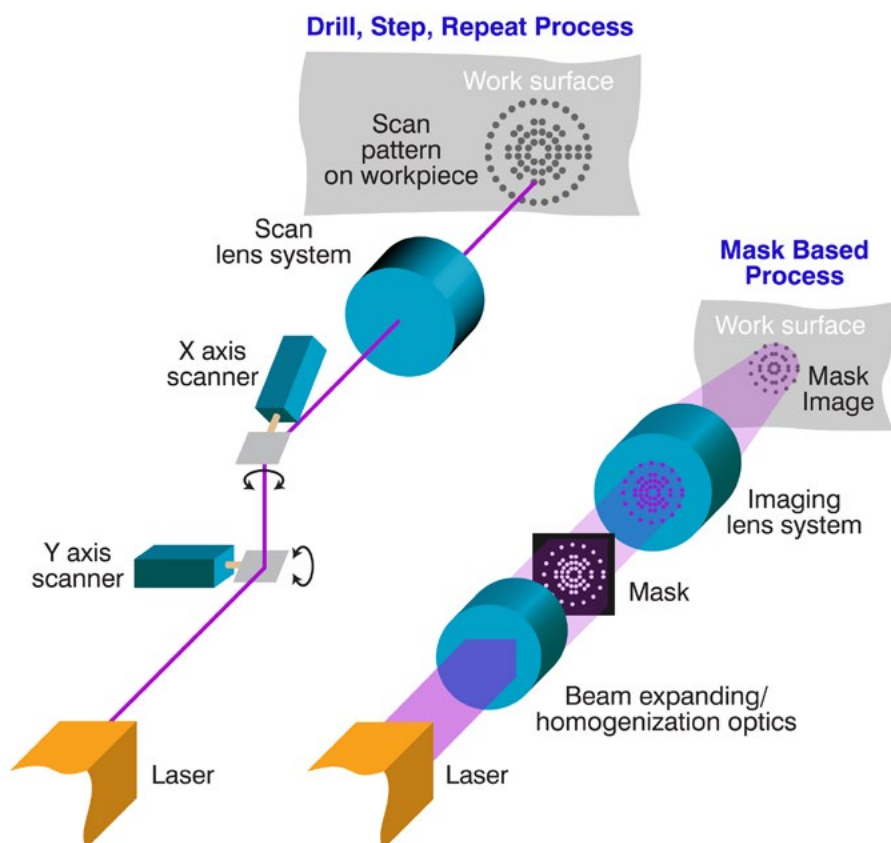 Drill, Step, Repeat Process
Work surface
Scan
pattern
on workpiece
Scan
lens system
X axis
scanner
Y axis
scanner
Laser
Mask Based
Process
Work surface
Mask
Image
Imaging
lens system
Mask
Beam expanding/
homogenization optics
Laser